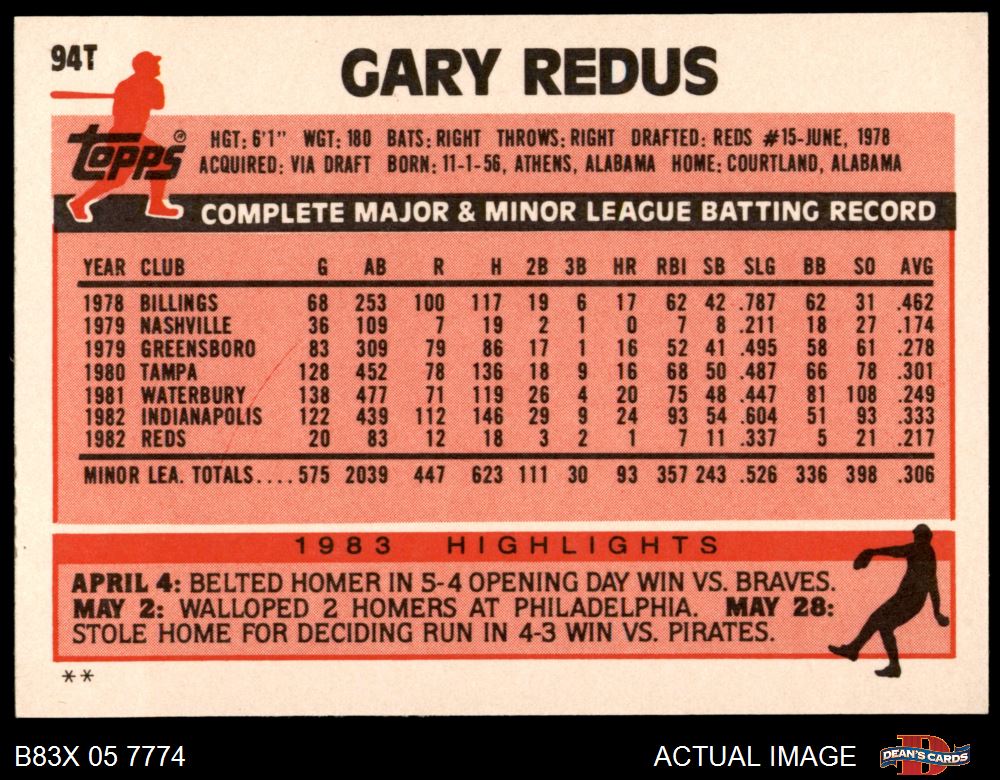 94T
GARY REDUS
topps ®
HGT: 6'1" WGT: 180 BATS: RIGHT THROWS: RIGHT DRAFTED: REDS #15-JUNE, 1978
ACQUIRED: VIA DRAFT BORN: 11-1-56, ATHENS, ALABAMA HOME: COURTLAND, ALABAMA
COMPLETE MAJOR & MINOR LEAGUE BATTING RECORD
YEAR CLUB G AB R H 2B 3B HR RBI SB SLG BB SO AVG
1978 BILLINGS 68 253 100 117 19 6 17 62 42 .787 62 31 .462
1979 NASHVILLE 36 109 7 19 2 1 0 7 8 .211 18 27 .174
1979 GREENSBORO 83 309 79 86 17 1 16 52 41 .495 58 61 .278
1980 TAMPA 128 452 78 136 18 9 16 68 50 .487 66 78 .301
1981 WATERBURY 138 477 71 119 26 4 20 75 48 .447 81 108 .249
1982 INDIANAPOLIS 122 439 112 146 29 9 24 93 54 .604 51 93 .333
1982 REDS 20 83 12 18 3 2 1 7 11 .337 5 21 .217
MINOR LEA. TOTALS....575 2039 447 623 111 30 93 357 243 .526 336 398 .306
1983 HIGHLIGHTS
APRIL 4: BELTED HOMER IN 5-4 OPENING DAY WIN VS. BRAVES.
MAY 2: WALLOPED 2 HOMERS AT PHILADELPHIA. MAY 28:
STOLE HOME FOR DECIDING RUN IN 4-3 WIN VS. PIRATES.
**
B83X 05 7774
ACTUAL IMAGE
D
DEAN'S CARDS